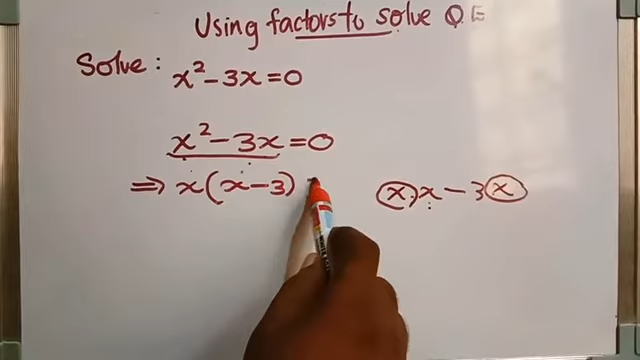 Using factors to solve QE
Solve: x² - 3x = 0
x² - 3x = 0
⇒ x(x - 3)
(x)x - 3(x)